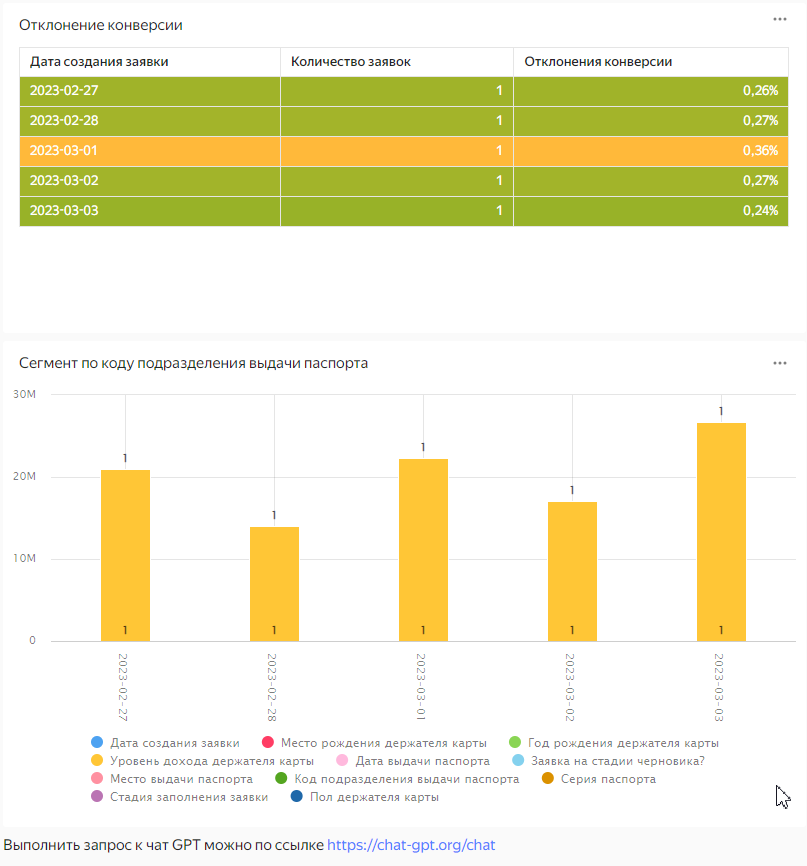 Отклонение конверсии
Дата создания заявки Количество заявок Отклонения конверсии
2023-02-27 1 0,26%
2023-02-28 1 0,27%
2023-03-01 1 0,36%
2023-03-02 1 0,27%
2023-03-03 1 0,24%
Сегмент по коду подразделения выдачи паспорта
30M
1
1
20M 1
1
1
10M
1 1 1 1 1
0
2023-02-27 2023-02-28 2023-03-01 2023-03-02 2023-03-03
Дата создания заявки Место рождения держателя карты Год рождения держателя карты
Уровень дохода держателя карты Дата выдачи паспорта Заявка на стадии черновика?
Место выдачи паспорта Код подразделения выдачи паспорта Серия паспорта
Стадия заполнения заявки Пол держателя карты
Выполнить запрос к чат GPT можно по ссылке https://chat-gpt.org/chat